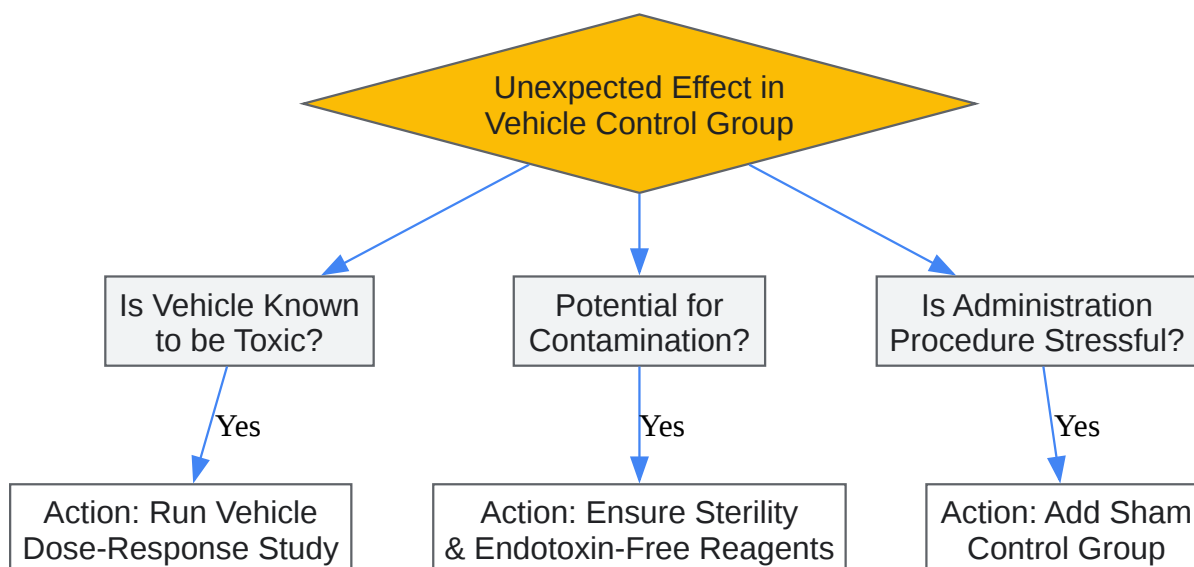 Unexpected Effect in
Vehicle Control Group
Is Vehicle Known
to be Toxic?
Potential for
Contamination?
Is Administration
Procedure Stressful?
Yes
Yes
Yes
Action: Run Vehicle
Dose-Response Study
Action: Ensure Sterility
& Endotoxin-Free Reagents
Action: Add Sham
Control Group